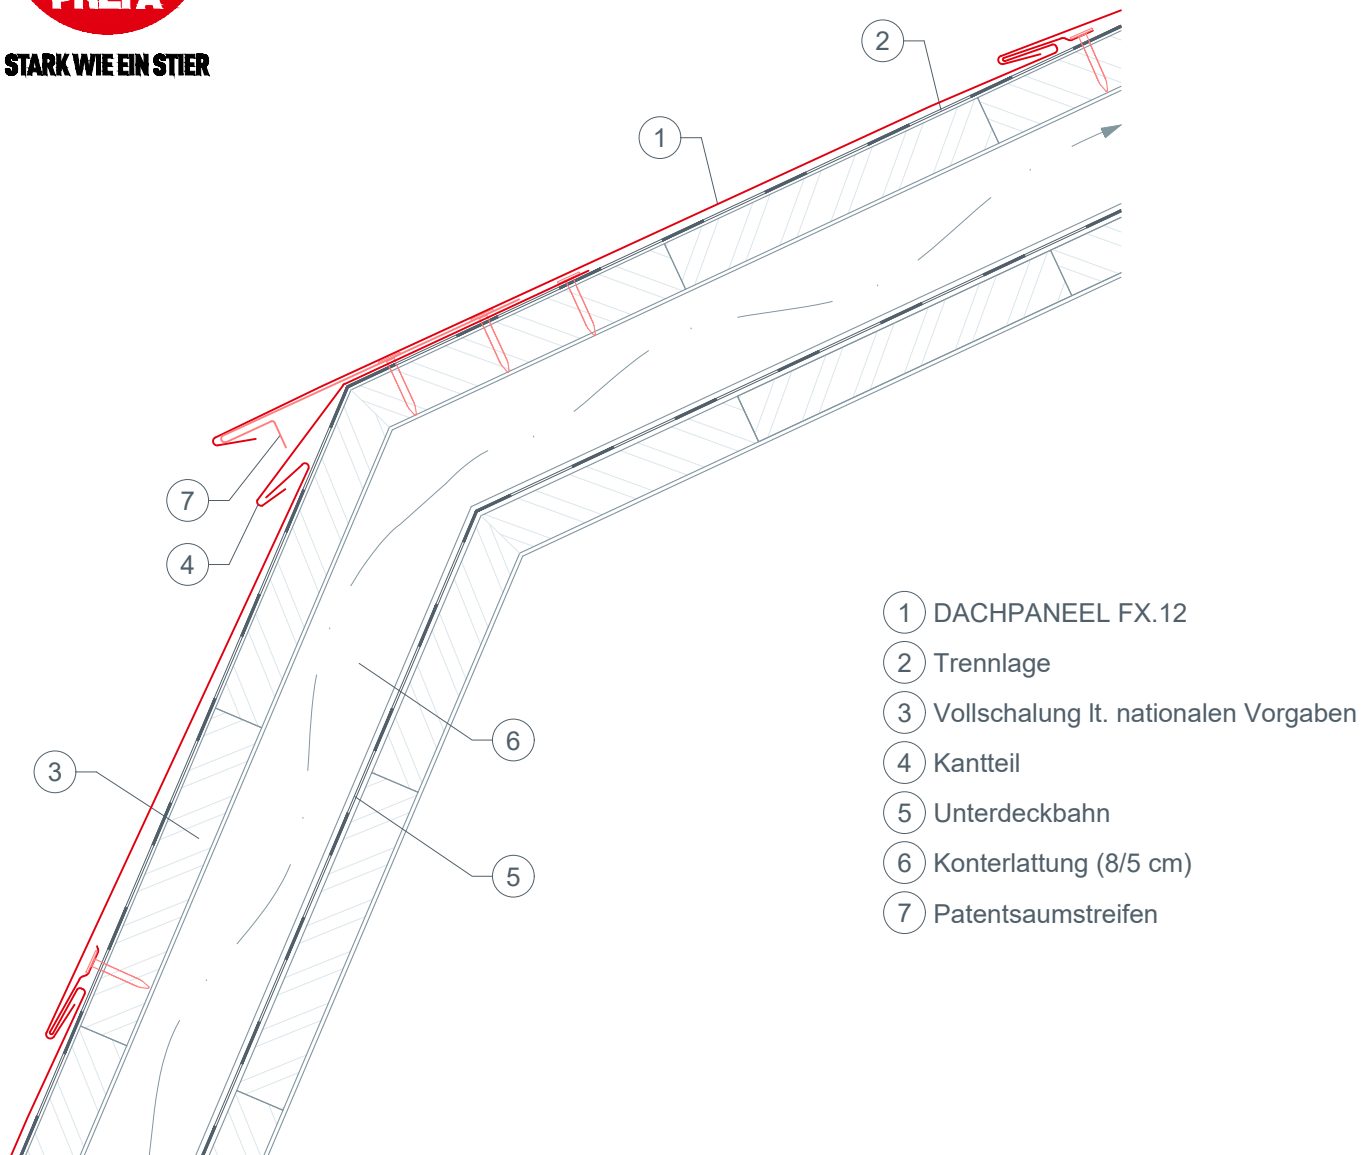 PREFA
STARK WIE EIN STIER
2
1
7
4
3
6
5
1 DACHPANEEL FX.12
2 Trennlage
3 Vollschalung lt. nationalen Vorgaben
4 Kantteil
5 Unterdeckbahn
6 Konterlattung (8/5 cm)
7 Patentsaumstreifen